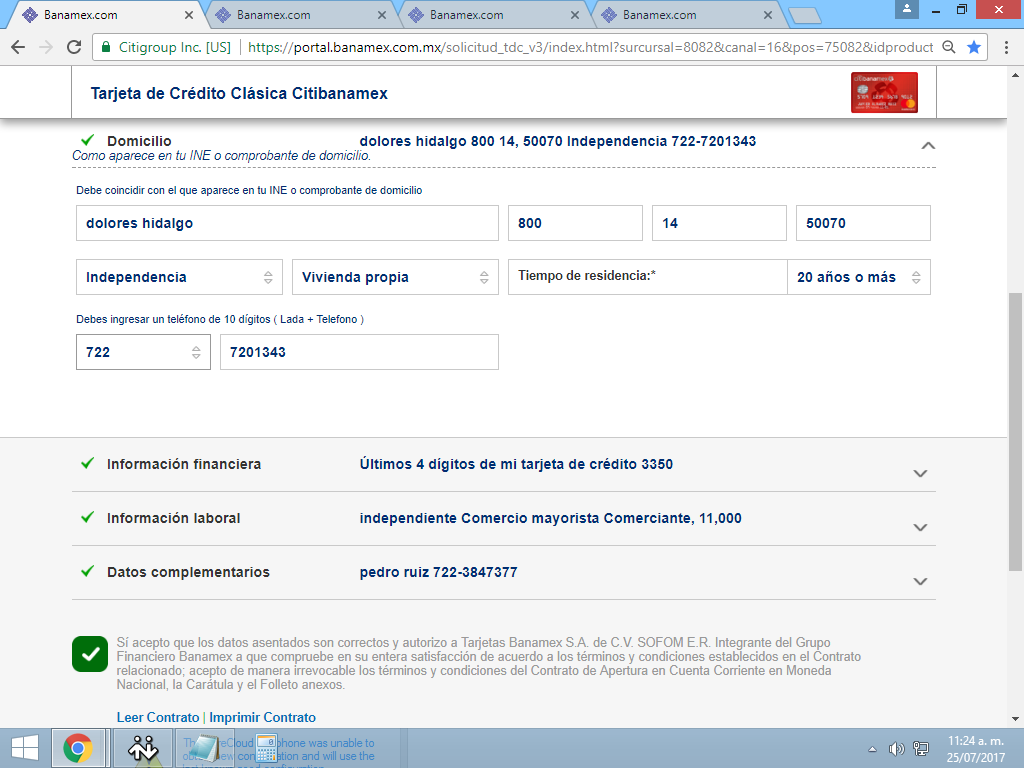 Banamex.com
Banamex.com
Banamex.com
Banamex.com
Citigroup Inc. [US] https://portal.banamex.com.mx/solicitud_tdc_v3/index.html?surcursal=8082&canal=16&pos=75082&idproduct
Tarjeta de Crédito Clásica Citibanamex
Domicilio dolores hidalgo 800 14, 50070 Independencia 722-7201343
Como aparece en tu INE o comprobante de domicilio.
Debe coincidir con el que aparece en tu INE o comprobante de domicilio
dolores hidalgo 800 14 50070
Independencia Vivienda propia Tiempo de residencia:* 20 años o más
Debes ingresar un teléfono de 10 dígitos ( Lada + Telefono )
722 7201343
Información financiera Últimos 4 dígitos de mi tarjeta de crédito 3350
Información laboral independiente Comercio mayorista Comerciante, 11,000
Datos complementarios pedro ruiz 722-3847377
Sí acepto que los datos asentados son correctos y autorizo a Tarjetas Banamex S.A. de C.V. SOFOM E.R. Integrante del Grupo
Financiero Banamex a que compruebe en su entera satisfacción de acuerdo a los términos y condiciones establecidos en el Contrato
relacionado; acepto de manera irrevocable los términos y condiciones del Contrato de Apertura en Cuenta Corriente en Moneda
Nacional, la Carátula y el Folleto anexos.
Leer Contrato | Imprimir Contrato
phone was unable to
and will use the
11:24 a. m.
25/07/2017